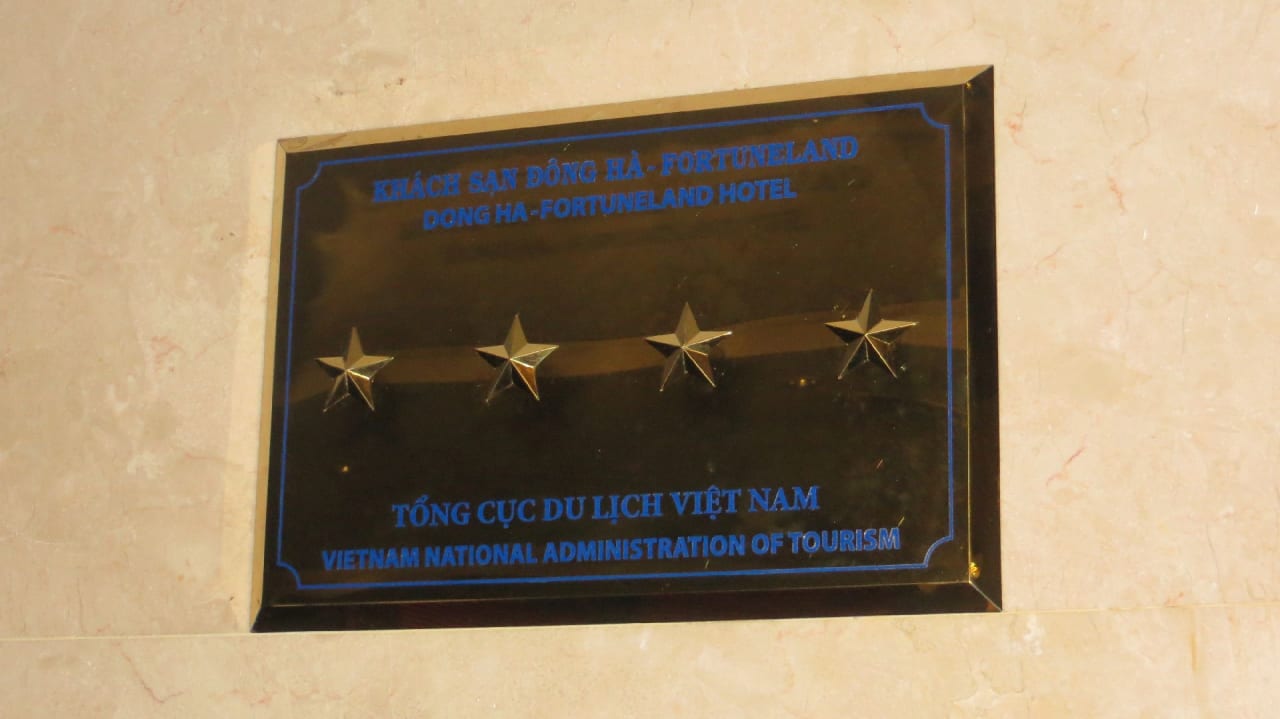 KHÁCH SẠN ĐÔNG HÀ - FORTUNELAND
DONG HA - FORTUNELAND HOTEL
TỔNG CỤC DU LỊCH VIỆT NAM
VIETNAM NATIONAL ADMINISTRATION OF TOURISM